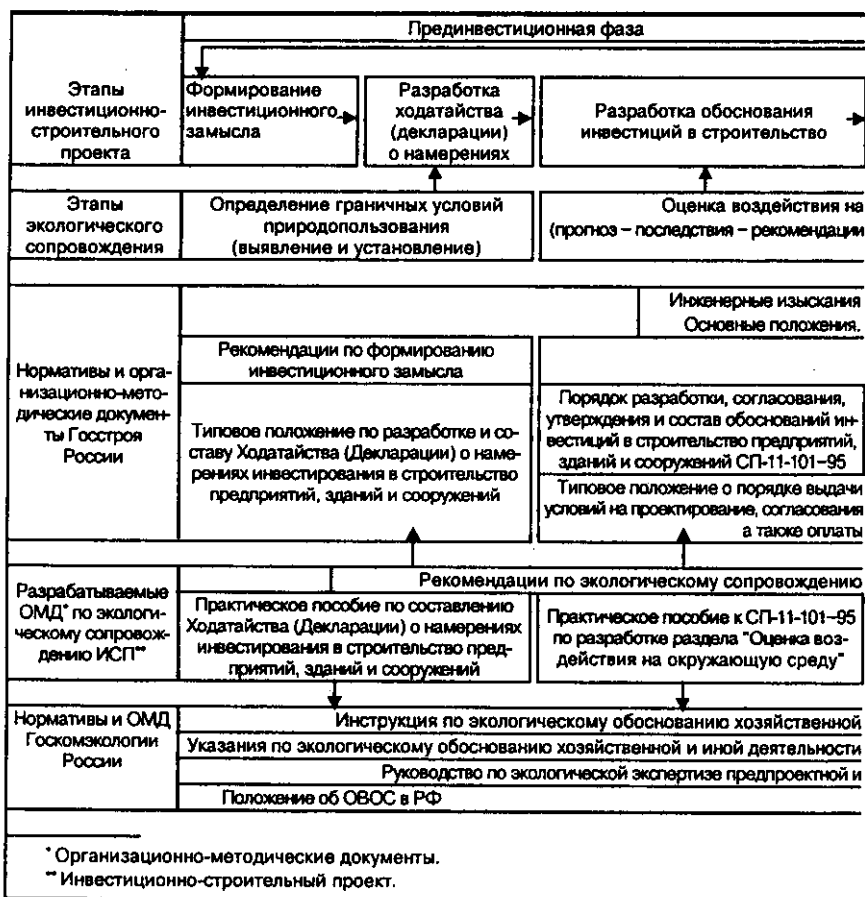 Прединвестиционная фаза
Этапы
инвестиционно-
строительного
проекта
Формирование
инвестиционного
замысла
Разработка
ходатайства
(декларации)
о намерениях
Разработка обоснования
инвестиций в строительство
Этапы
экологического
сопровождения
Определение граничных условий
природопользования
(выявление и установление)
Оценка воздействия на
(прогноз – последствия – рекомендации
Нормативы и орга-
низационно-мето-
дические докумен-
ты Госстроя
России
Инженерные изыскания
Основные положения.
Рекомендации по формированию
инвестиционного замысла
Типовое положение по разработке и со-
ставу Ходатайства (Декларации) о наме-
рениях инвестирования в строительство
предприятий, зданий и сооружений
Порядок разработки, согласования,
утверждения и состав обоснований ин-
вестиций в строительство предприятий,
зданий и сооружений СП-11-101–95
Типовое положение о порядке выдачи
условий на проектирование, согласования
а также оплаты
Разрабатываемые
ОМД* по экологи-
ческому сопровож-
дению ИСП**
Рекомендации по экологическому сопровождению
Практическое пособие по составлению
Ходатайства (Декларации) о намерениях
инвестирования в строительство пред-
приятий, зданий и сооружений
Практическое пособие к СП-11-101–95
по разработке раздела "Оценка воз-
действия на окружающую среду"
Нормативы и ОМД
Госкомэкологии
России
Инструкция по экологическому обоснованию хозяйственной
Указания по экологическому обоснованию хозяйственной и иной деятельности
Руководство по экологической экспертизе предпроектной и
Положение об ОВОС в РФ
* Организационно-методические документы.
** Инвестиционно-строительный проект.